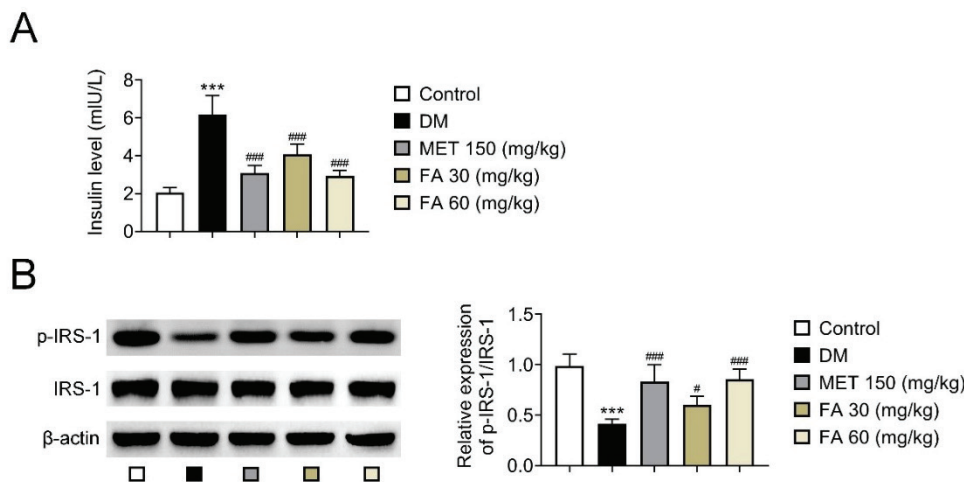 A
Insulin level (mIU/L)
8
6
4
2
0
***
###
###
###
Control
DM
MET 150 (mg/kg)
FA 30 (mg/kg)
FA 60 (mg/kg)
B
p-IRS-1
IRS-1
β-actin
Relative expression
of p-IRS-1/IRS-1
1.5
1.0
0.5
0.0
***
###
#
###
Control
DM
MET 150 (mg/kg)
FA 30 (mg/kg)
FA 60 (mg/kg)